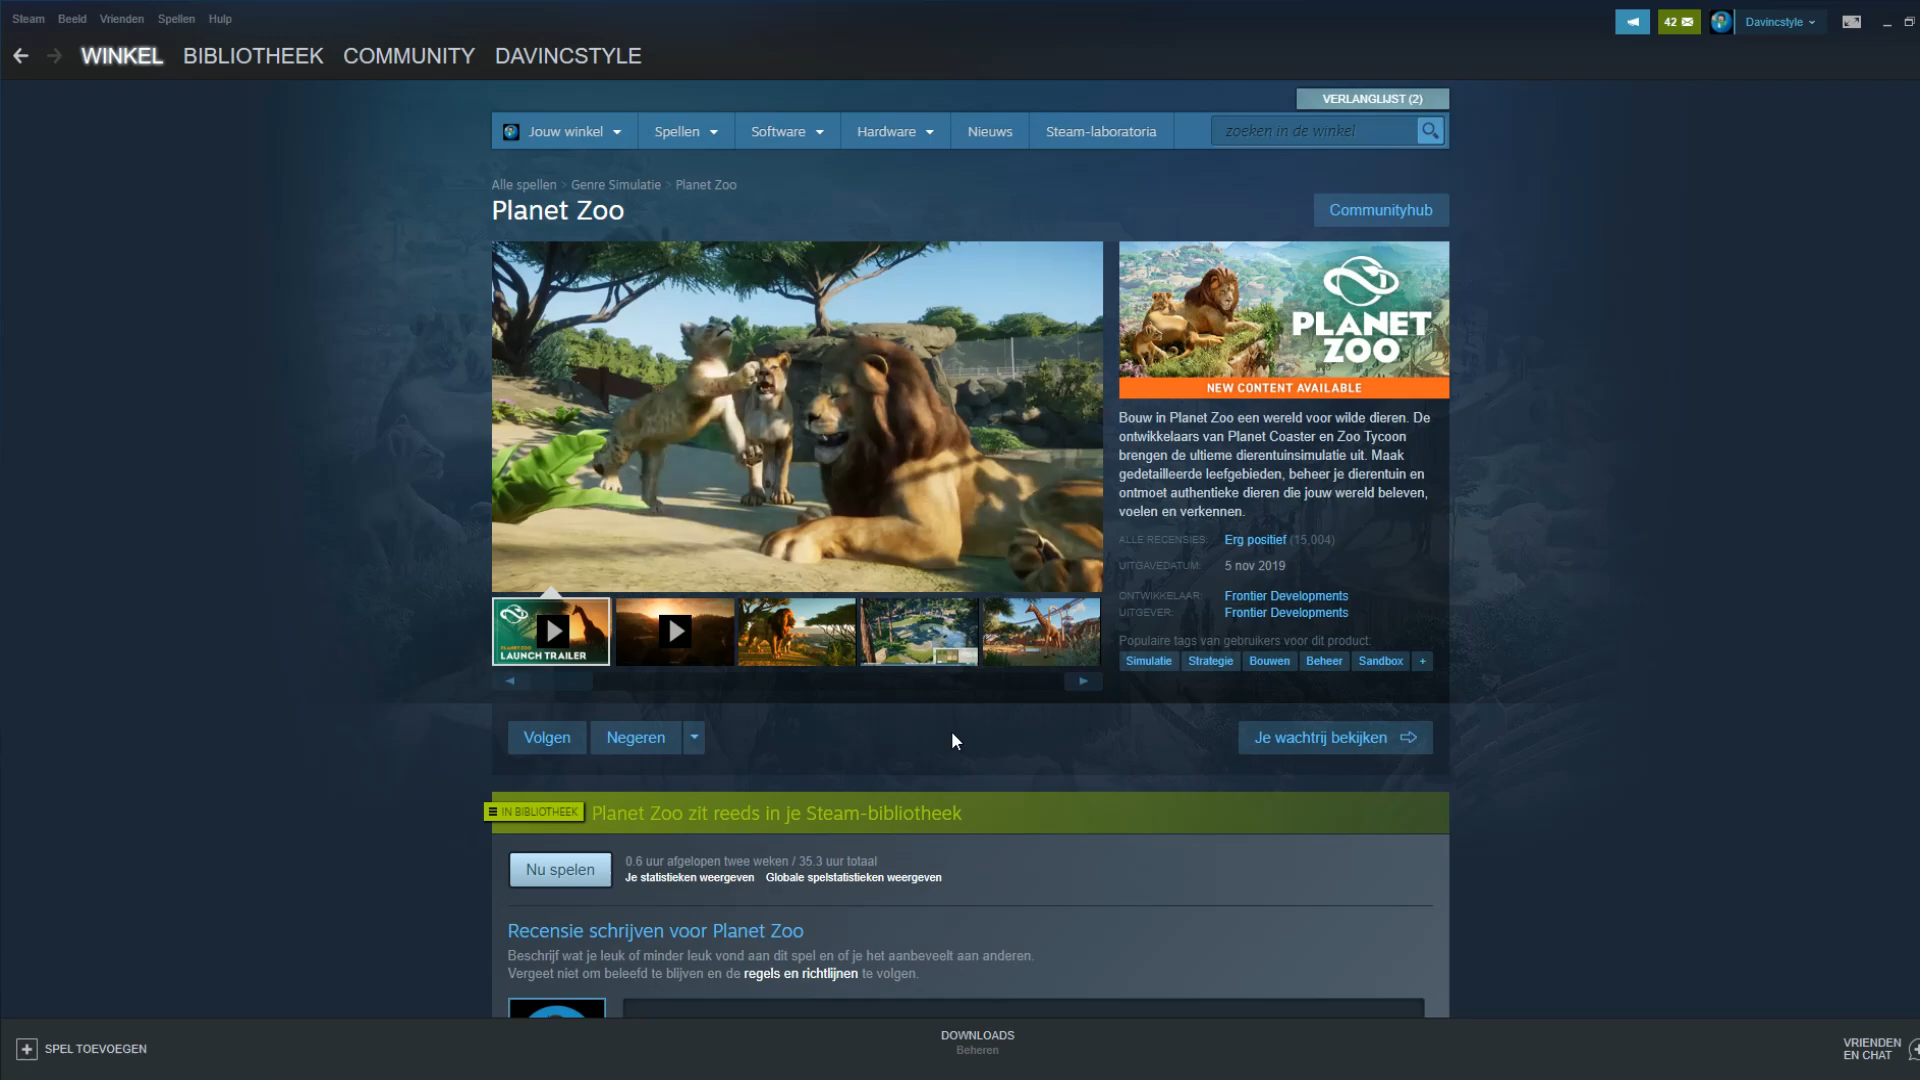 Steam Beeld Vrienden Spellen Hulp
42 Davincstyle
WINKEL BIBLIOTHEEK COMMUNITY DAVINCSTYLE
VERLANGLIJST (2)
Jouw winkel Spellen Software Hardware Nieuws Steam-laboratoria zoeken in de winkel
Alle spellen > Genre Simulatie > Planet Zoo
Planet Zoo
Communityhub
PLANET
ZOO
NEW CONTENT AVAILABLE
Bouw in Planet Zoo een wereld voor wilde dieren. De
ontwikkelaars van Planet Coaster en Zoo Tycoon
brengen de ultieme dierentuinsimulatie uit. Maak
gedetailleerde leefgebieden, beheer je dierentuin en
ontmoet authentieke dieren die jouw wereld beleven,
voelen en verkennen.
ALLE RECENSIES: Erg positief (15,004)
UITGAVEDATUM: 5 nov 2019
ONTWIKKELAAR: Frontier Developments
UITGEVER: Frontier Developments
Populaire tags van gebruikers voor dit product:
Simulatie Strategie Bouwen Beheer Sandbox +
PLANET ZOO
LAUNCH TRAILER
Volgen Negeren Je wachtrij bekijken
IN BIBLIOTHEEK Planet Zoo zit reeds in je Steam-bibliotheek
Nu spelen
0.6 uur afgelopen twee weken / 35.3 uur totaal
Je statistieken weergeven Globale spelstatistieken weergeven
Recensie schrijven voor Planet Zoo
Beschrijf wat je leuk of minder leuk vond aan dit spel en of je het aanbeveelt aan anderen.
Vergeet niet om beleefd te blijven en de regels en richtlijnen te volgen.
SPEL TOEVOEGEN
DOWNLOADS
Beheren
VRIENDEN
EN CHAT